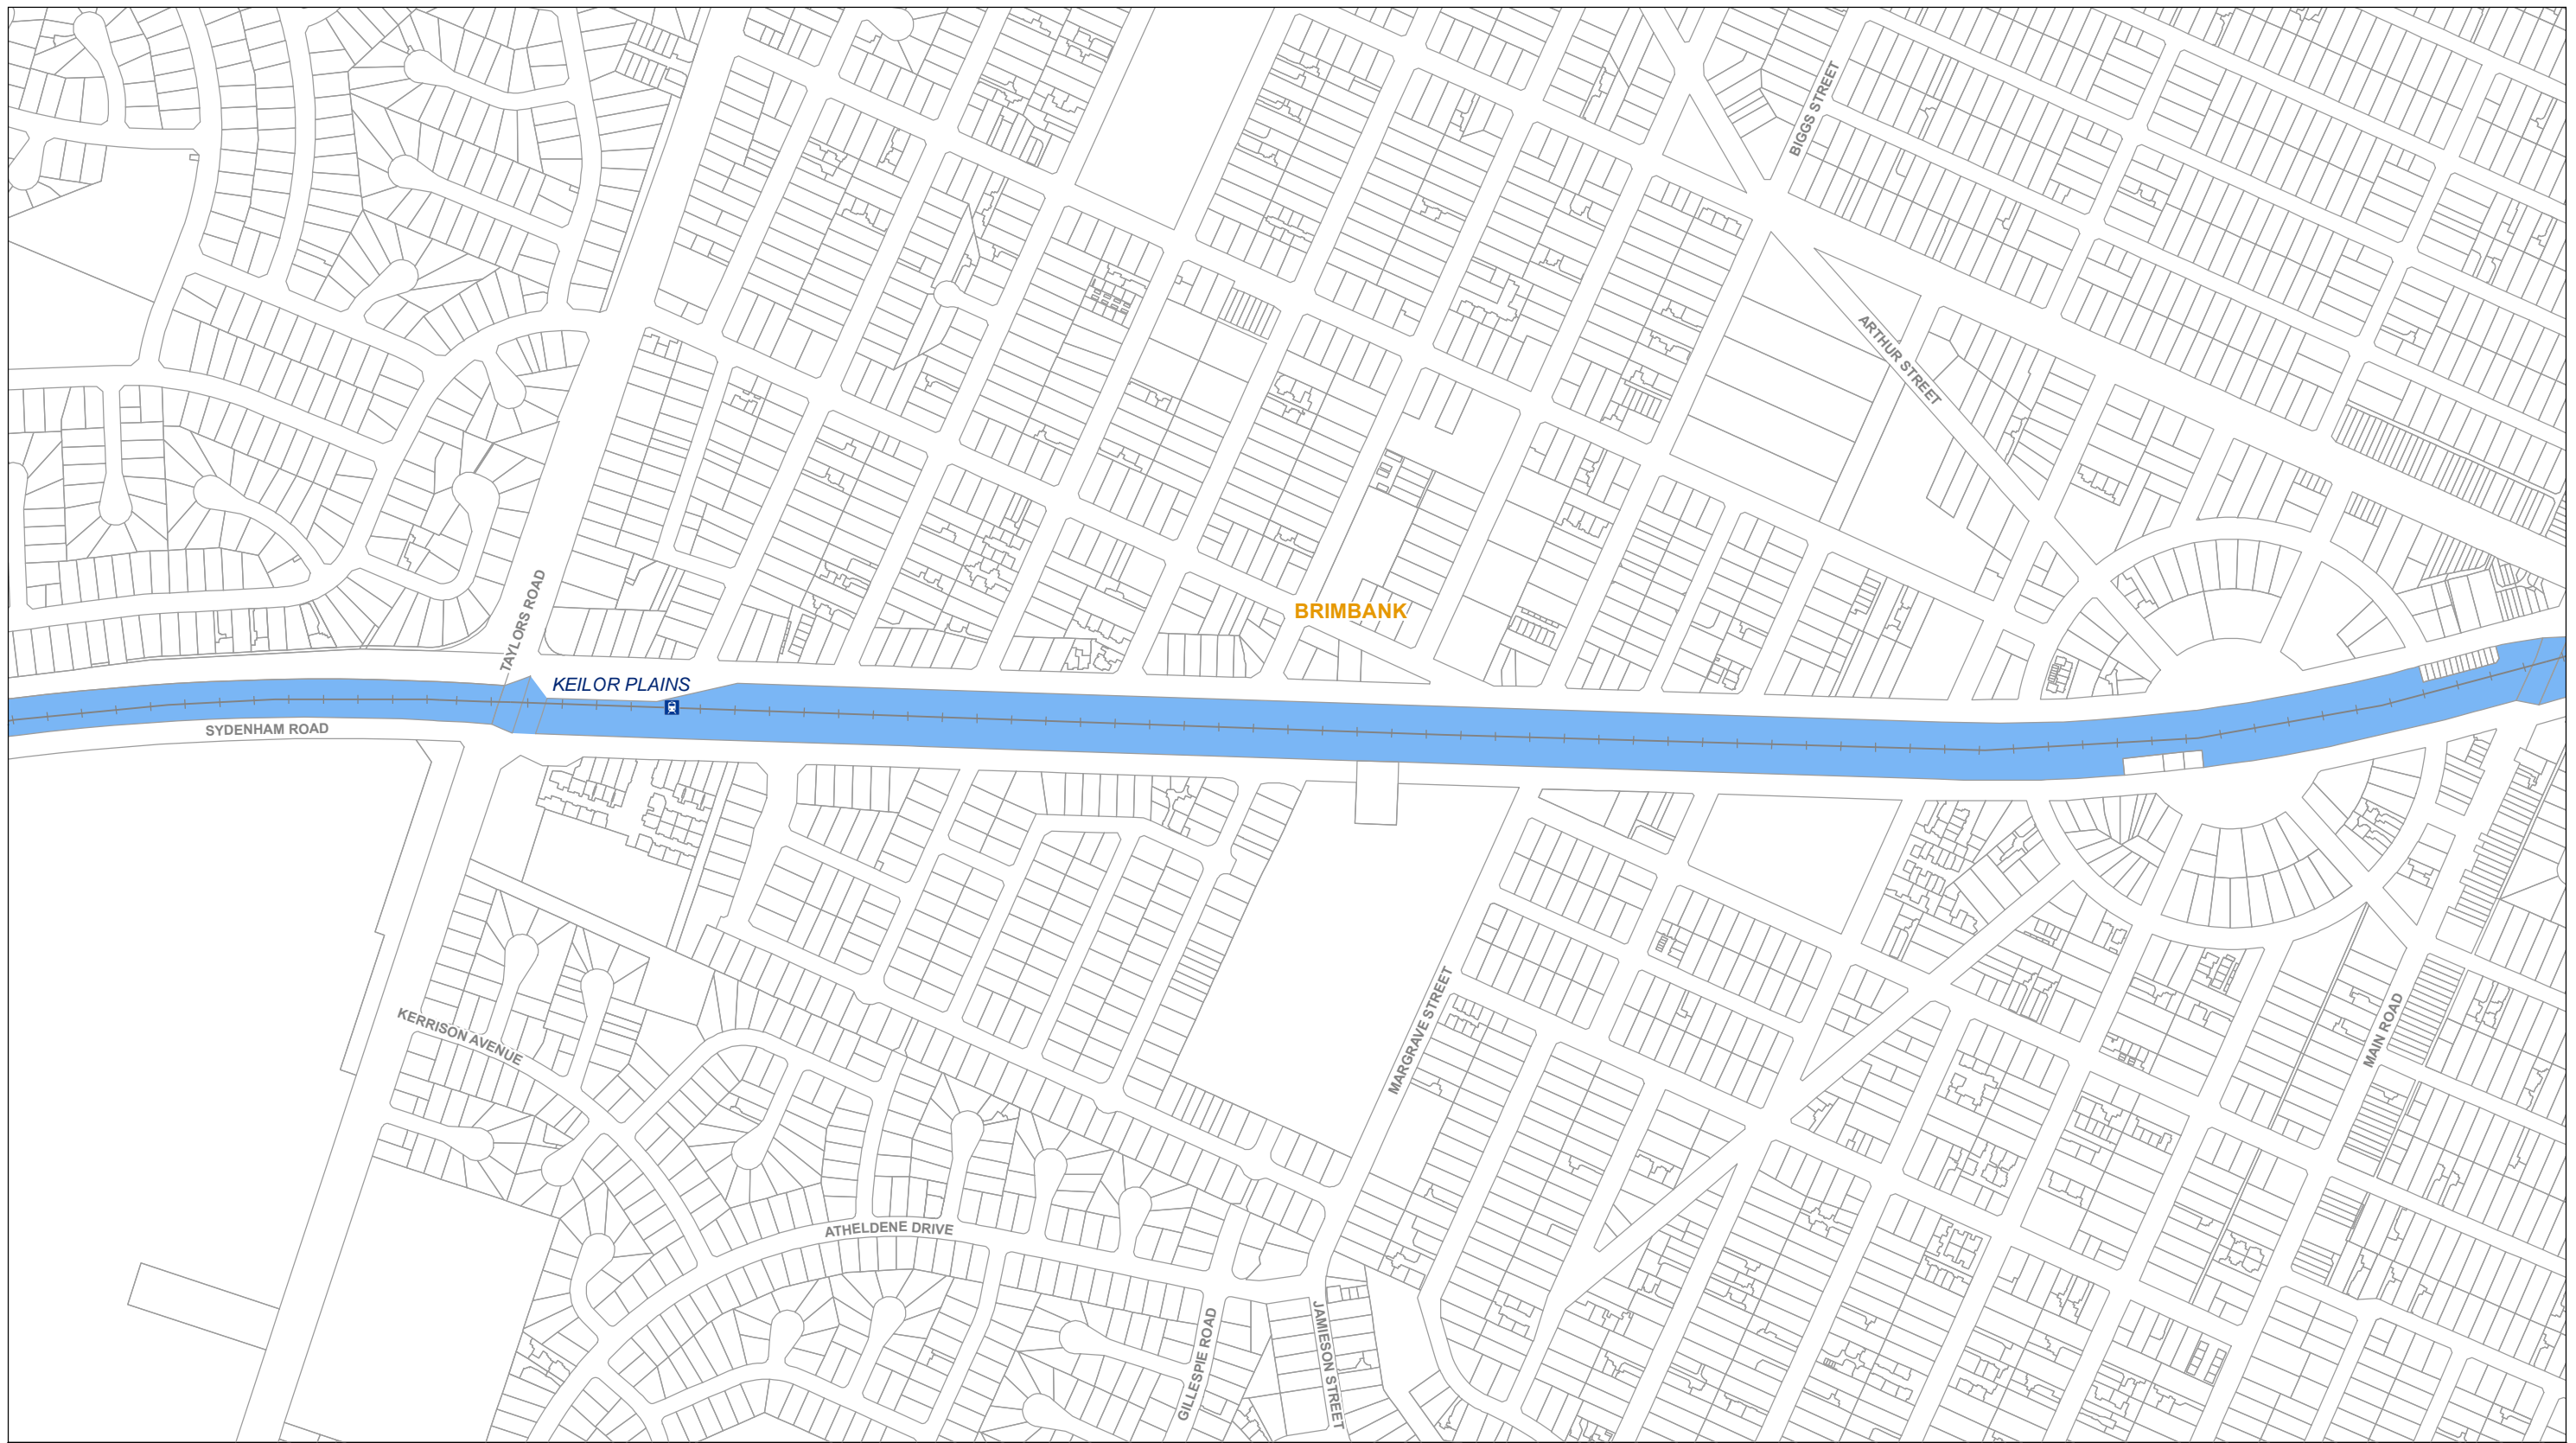 BIGGS STREET
ARTHUR STREET
TAYLORS ROAD
BRIMBANK
KEILOR PLAINS
SYDENHAM ROAD
MARGRAVE STREET
KERRISON AVENUE
MAIN ROAD
ATHELDENE DRIVE
GILLESPIE ROAD
JAMIESON STREET